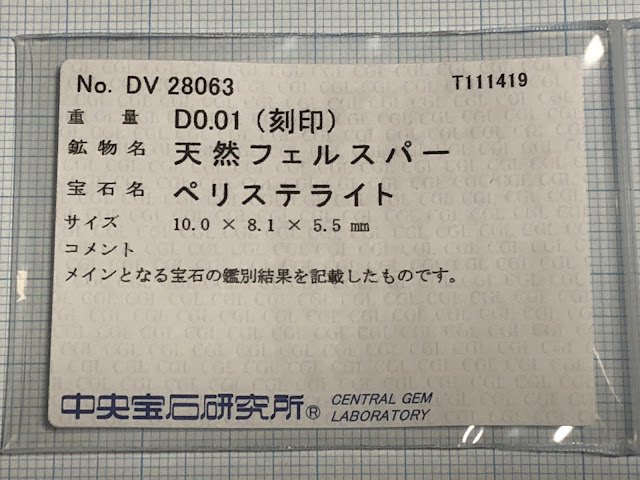 No. DV 28063 T111419
重量 D0.01（刻印）
鉱物名 天然フェルスパー
宝石名 ペリステライト
サイズ 10.0 × 8.1 × 5.5 mm
コメント
メインとなる宝石の鑑別結果を記載したものです。
中央宝石研究所® CENTRAL GEM
LABORATORY